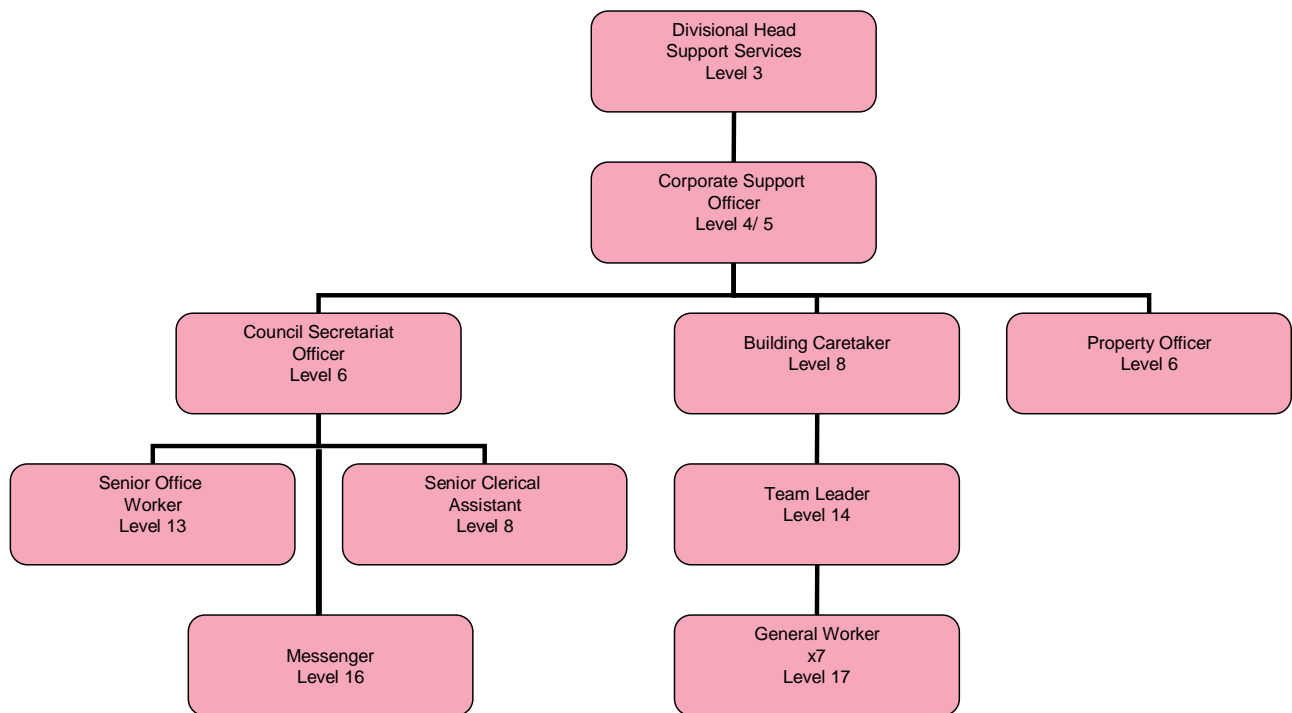 Divisional Head
Support Services
Level 3
Corporate Support
Officer
Level 4/ 5
Council Secretariat
Officer
Level 6
Building Caretaker
Level 8
Property Officer
Level 6
Senior Office
Worker
Level 13
Senior Clerical
Assistant
Level 8
Team Leader
Level 14
Messenger
Level 16
General Worker
x7
Level 17